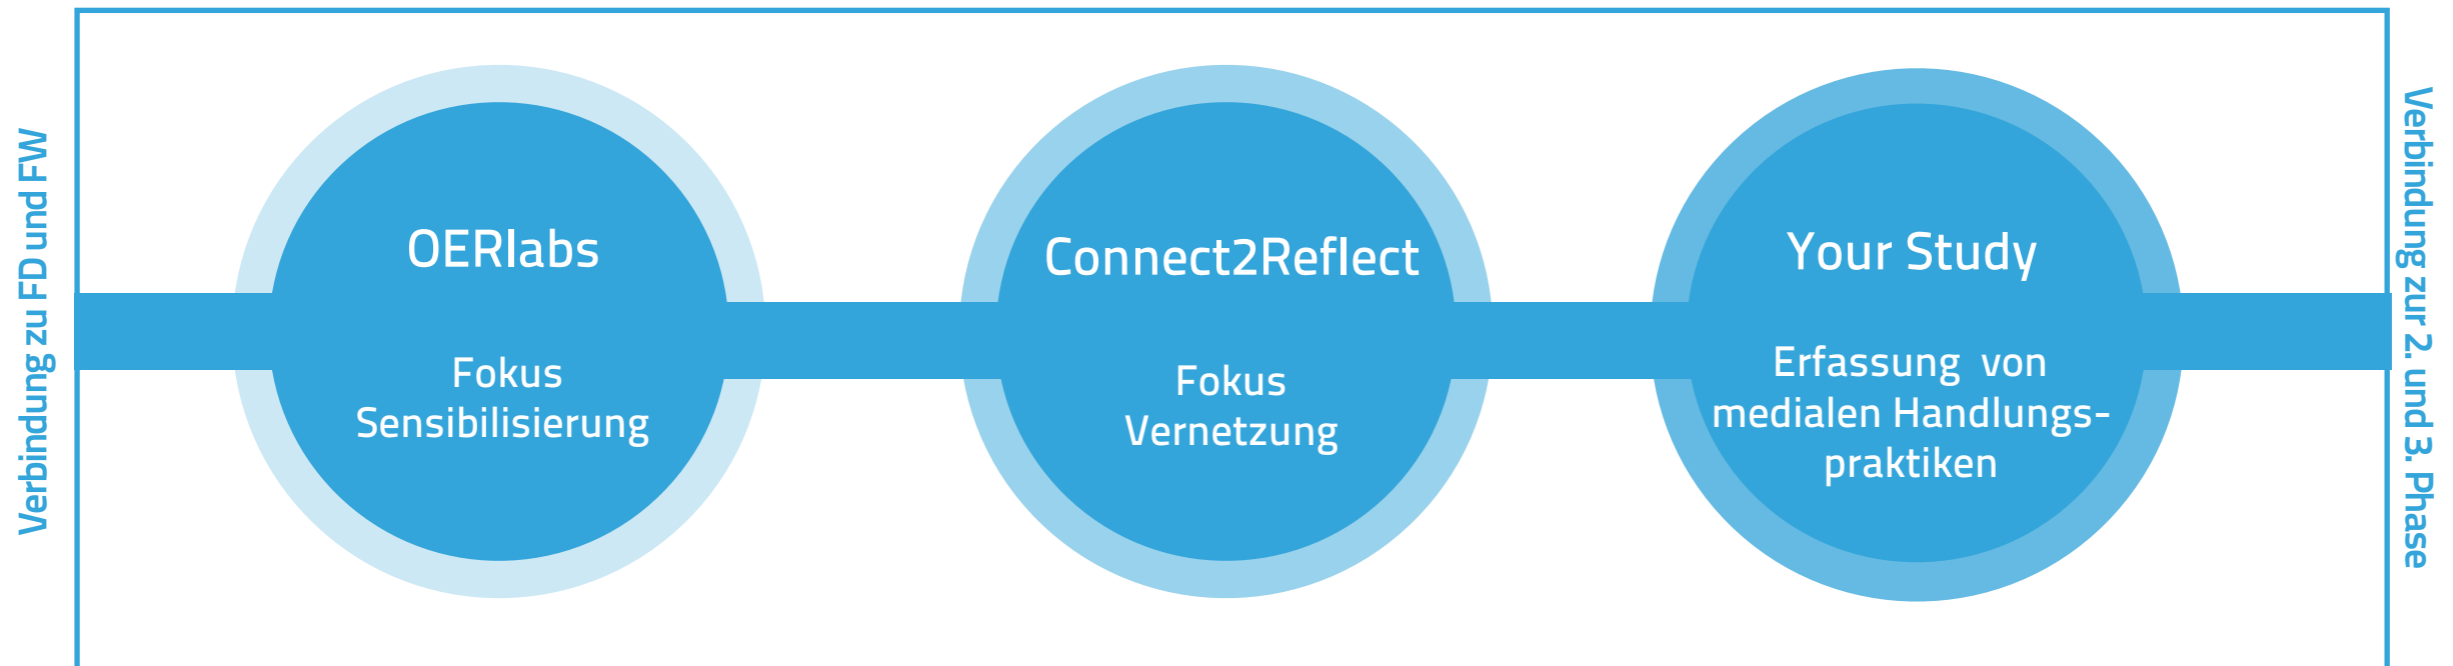 Verbindung zu FD und FW
OERlabs
Fokus
Sensibilisierung
Connect2Reflect
Fokus
Vernetzung
Your Study
Erfassung von
medialen Handlungs-
praktiken
Verbindung zur 2. und 3. Phase